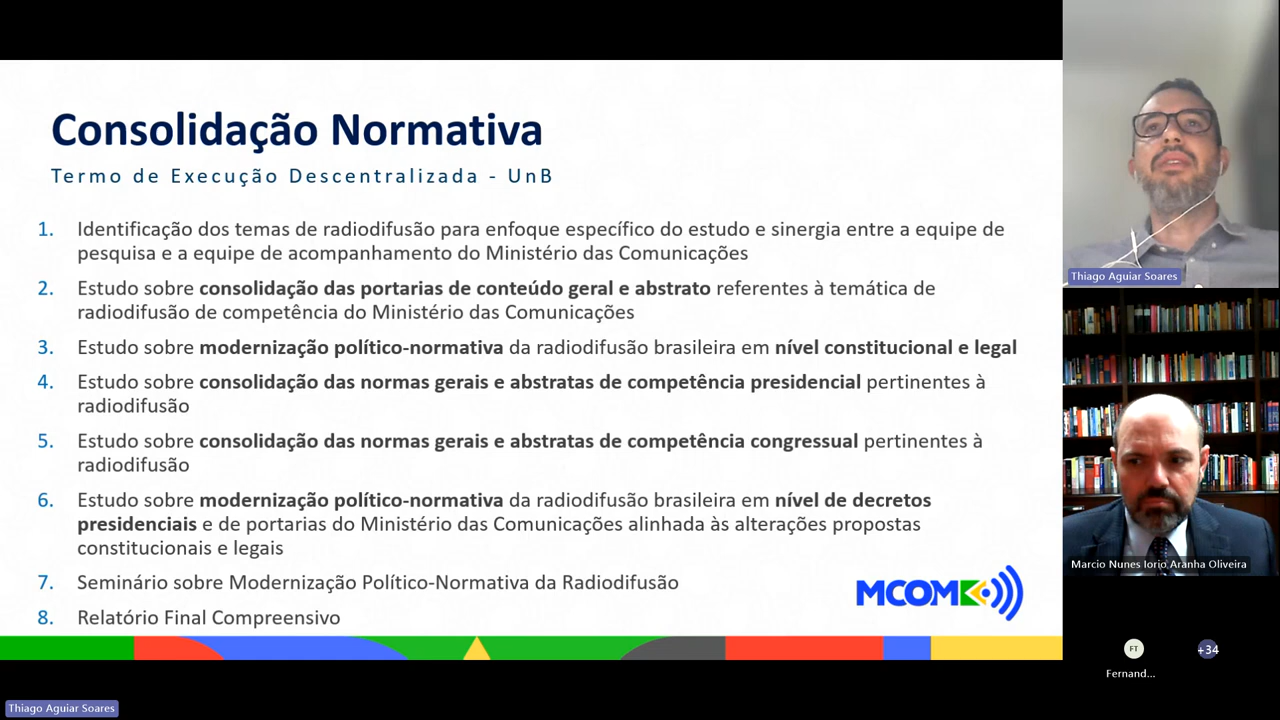 Consolidação Normativa
Termo de Execução Descentralizada - UnB
1. Identificação dos temas de radiodifusão para enfoque específico do estudo e sinergia entre a equipe de
pesquisa e a equipe de acompanhamento do Ministério das Comunicações
2. Estudo sobre consolidação das portarias de conteúdo geral e abstrato referentes à temática de
radiodifusão de competência do Ministério das Comunicações
3. Estudo sobre modernização político-normativa da radiodifusão brasileira em nível constitucional e legal
4. Estudo sobre consolidação das normas gerais e abstratas de competência presidencial pertinentes à
radiodifusão
5. Estudo sobre consolidação das normas gerais e abstratas de competência congressual pertinentes à
radiodifusão
6. Estudo sobre modernização político-normativa da radiodifusão brasileira em nível de decretos
presidenciais e de portarias do Ministério das Comunicações alinhada às alterações propostas
constitucionais e legais
7. Seminário sobre Modernização Político-Normativa da Radiodifusão
8. Relatório Final Compreensivo
MCOM
Thiago Aguiar Soares
Marcio Nunes Iorio Aranha Oliveira
FT
+34
Fernand...
Thiago Aguiar Soares